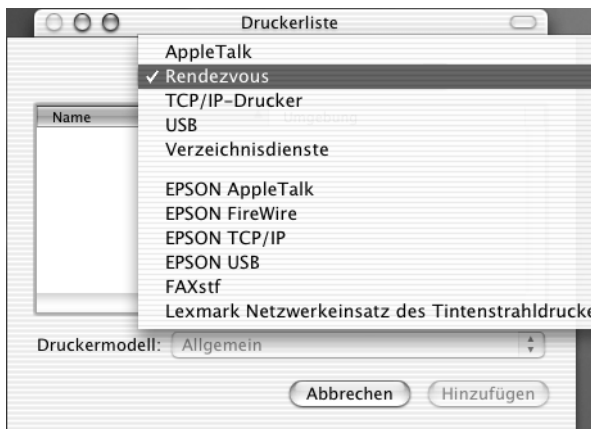 Druckerliste
AppleTalk
✓ Rendezvous
TCP/IP-Drucker
USB
Verzeichnisdienste
EPSON AppleTalk
EPSON FireWire
EPSON TCP/IP
EPSON USB
FAXstf
Lexmark Netzwerkeinsatz des Tintenstrahldrucke
Name
Umgebung
Druckermodell: Allgemein
Abbrechen
Hinzufügen